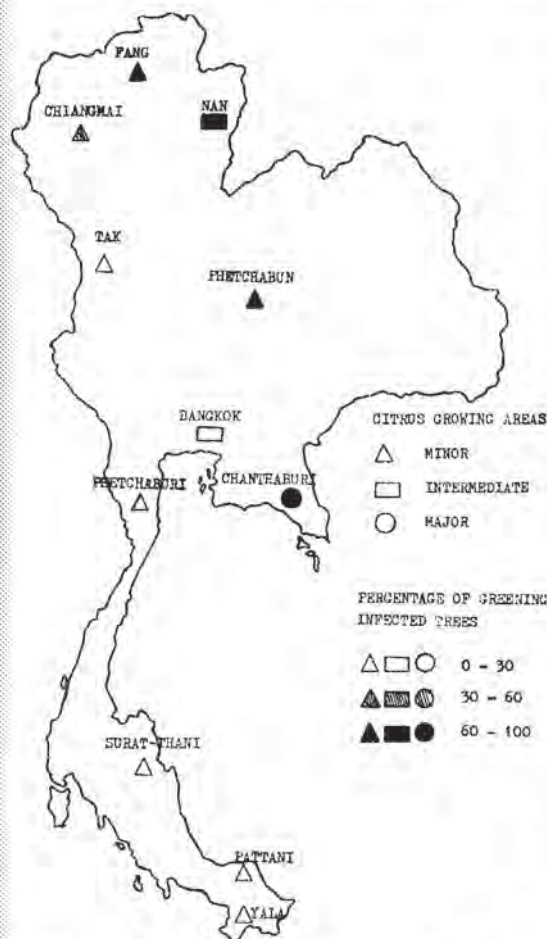 FANG
CHIANGMAI
NAN
TAK
PHETCHABUN
BANGKOK
CITRUS GROWING AREAS
MINOR
PHETCHABURI
CHANTHABURI
INTERMEDIATE
MAJOR
PERCENTAGE OF GREENING
INFECTED TREES
0 - 30
30 - 60
60 - 100
SURAT-THANI
PATTANI
YALA